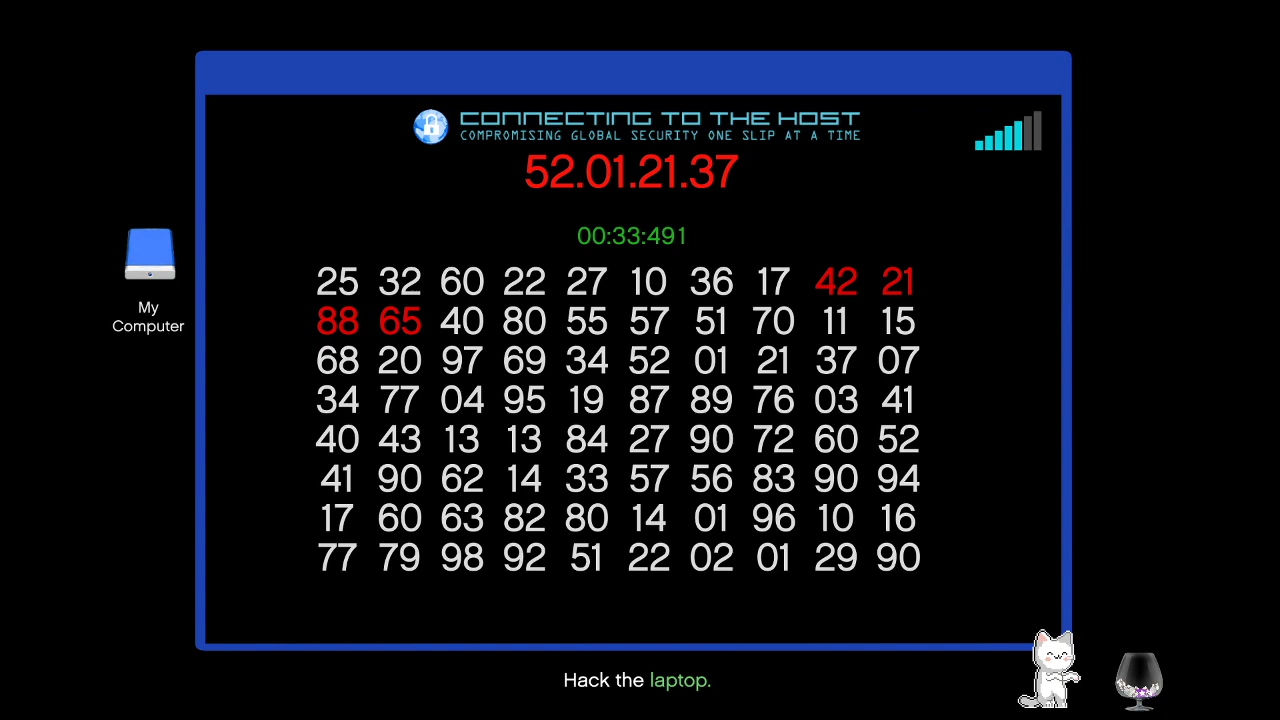 CONNECTING TO THE HOST
COMPROMISING GLOBAL SECURITY ONE SLIP AT A TIME
52.01.21.37
00:33:491
25 32 60 22 27 10 36 17 42 21
88 65 40 80 55 57 51 70 11 15
68 20 97 69 34 52 01 21 37 07
34 77 04 95 19 87 89 76 03 41
40 43 13 13 84 27 90 72 60 52
41 90 62 14 33 57 56 83 90 94
17 60 63 82 80 14 01 96 10 16
77 79 98 92 51 22 02 01 29 90
My
Computer
Hack the laptop.